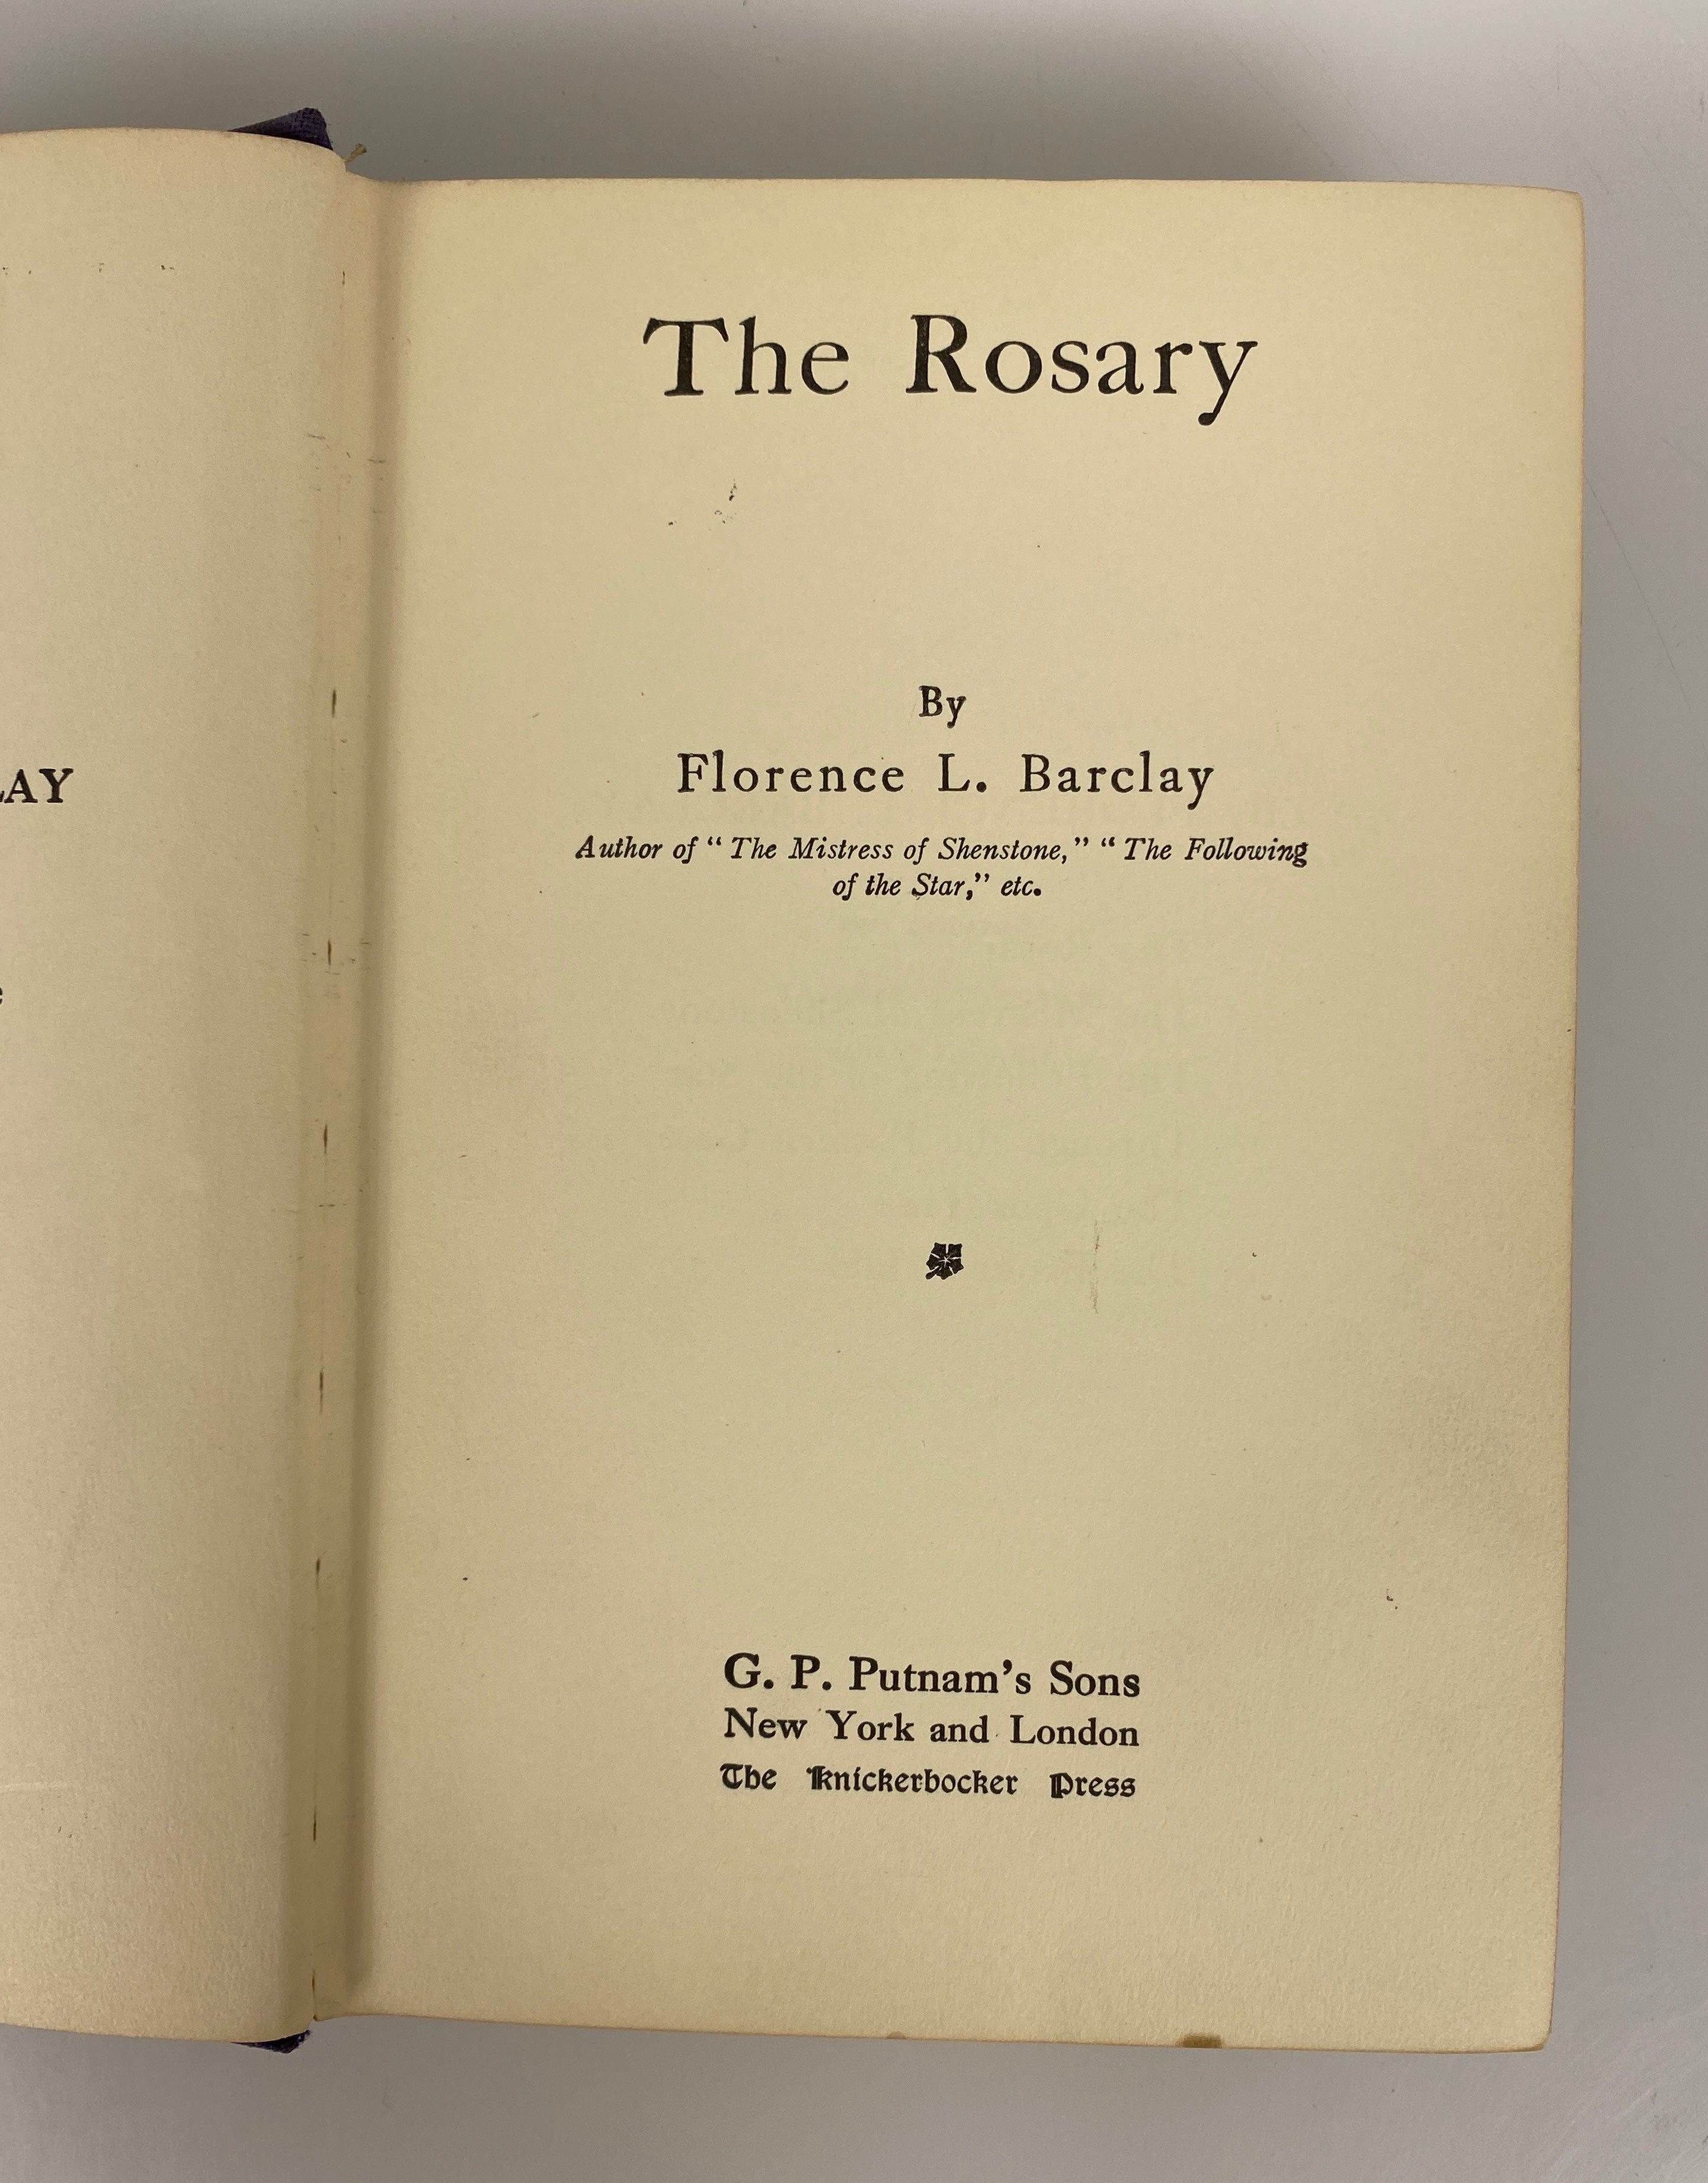 LAY
The Rosary
By
Florence L. Barclay
Author of “ The Mistress of Shenstone,” “ The Following
of the Star,” etc.
G. P. Putnam’s Sons
New York and London
The Knickerbocker Press